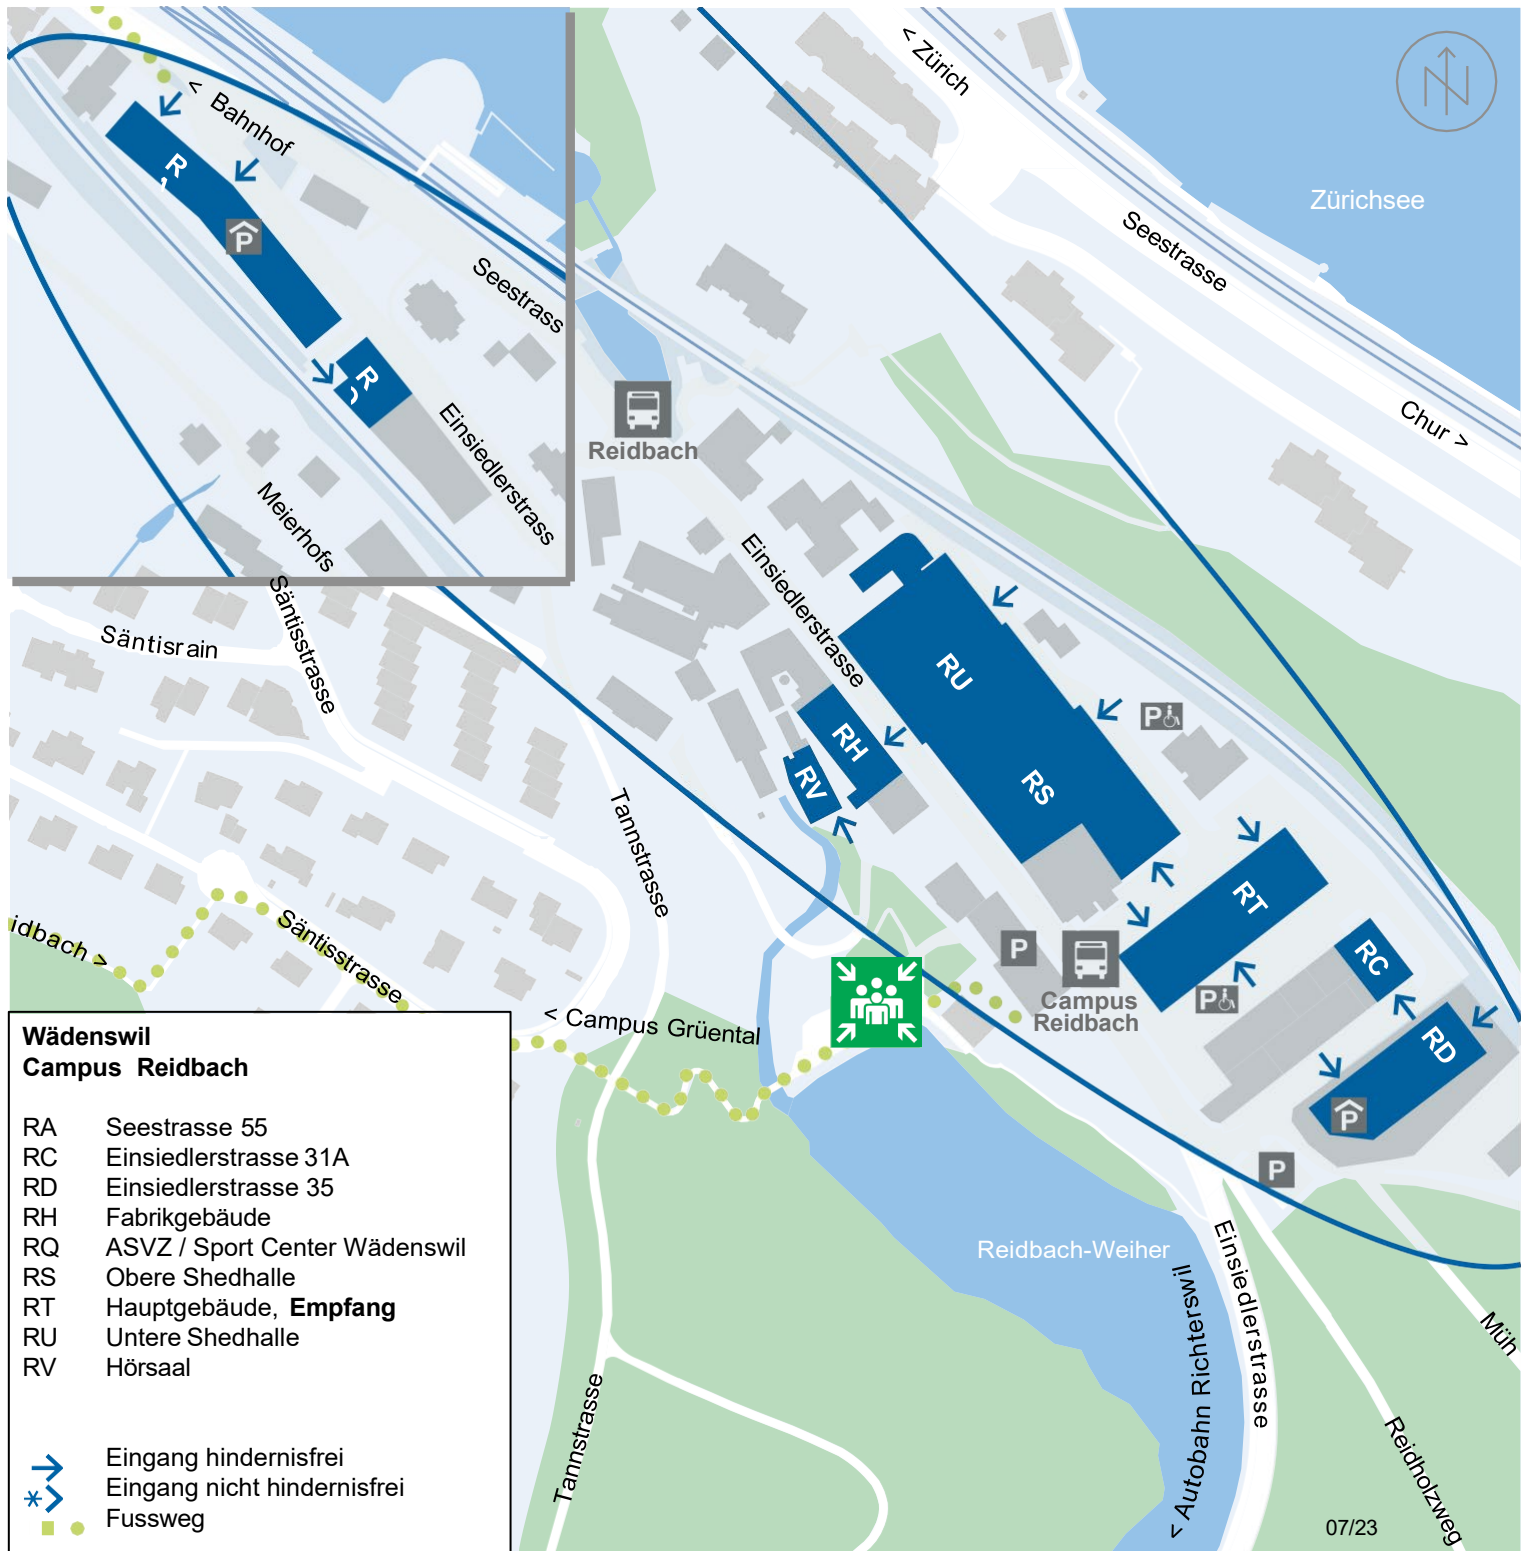 < Bahnhof
R
P
Seestrass
R
Einsiedlerstrass
Meierhofs
< Zürich
N
Zürichsee
Seestrasse
Chur >
Reidbach
Säntisrain
Säntisstrasse
Einsiedlerstrasse
RU
RH
RV
RS
P
Tannstrasse
RT
P
RC
Campus
Reidbach
P
RD
P
P
idbach >
Säntisstrasse
< Campus Grüental
Reidbach-Weiher
Einsiedlerstrasse
< Autobahn Richterswil
Müh
Reidholzweg
Tannstrasse
07/23
Wädenswil
Campus Reidbach
RA Seestrasse 55
RC Einsiedlerstrasse 31A
RD Einsiedlerstrasse 35
RH Fabrikgebäude
RQ ASVZ / Sport Center Wädenswil
RS Obere Shedhalle
RT Hauptgebäude, Empfang
RU Untere Shedhalle
RV Hörsaal
Eingang hindernisfrei
Eingang nicht hindernisfrei
Fussweg